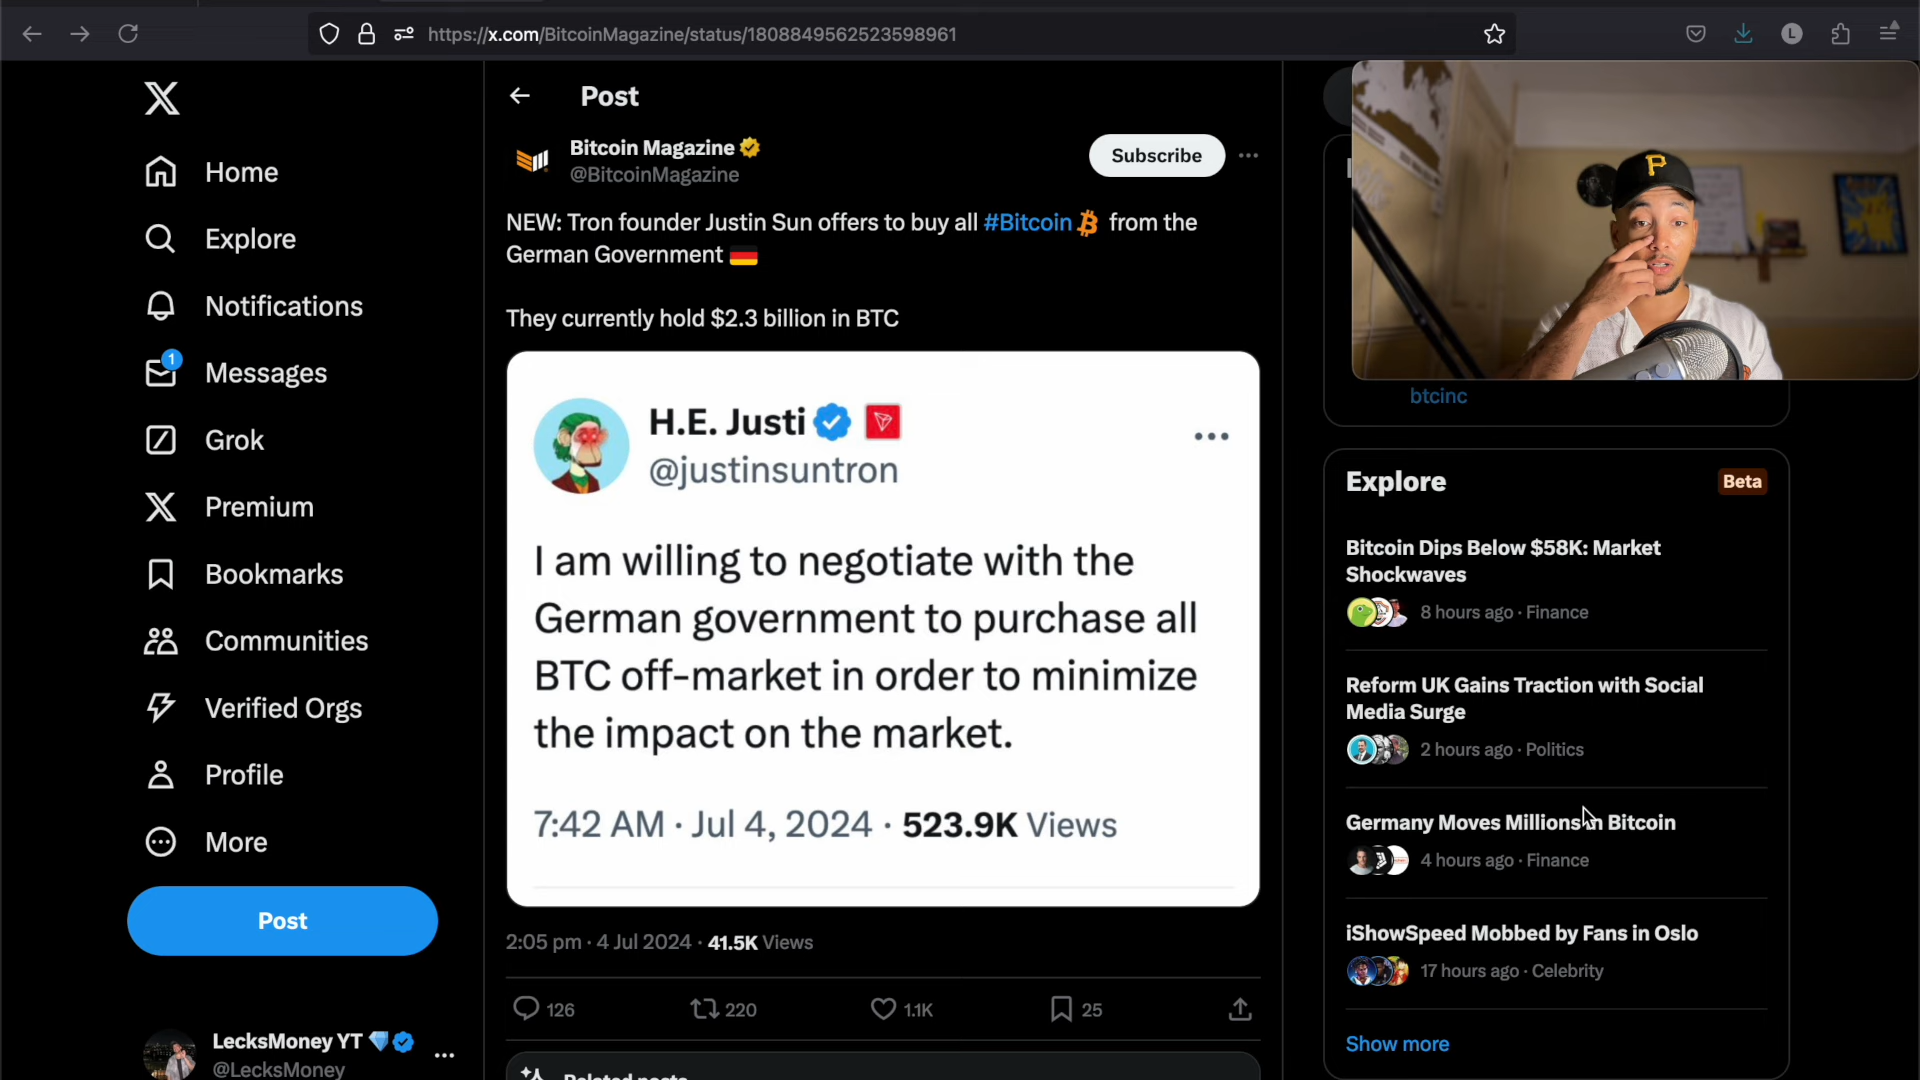 https://x.com/BitcoinMagazine/status/1808849562523598961
L
Home
Explore
Notifications
1
Messages
Grok
Premium
Bookmarks
Communities
Verified Orgs
Profile
More
Post
LecksMoney YT
@LecksMoney
Post
Bitcoin Magazine
@BitcoinMagazine
Subscribe
NEW: Tron founder Justin Sun offers to buy all #Bitcoin from the
German Government
They currently hold $2.3 billion in BTC
H.E. Justi
@justinsuntron
I am willing to negotiate with the
German government to purchase all
BTC off-market in order to minimize
the impact on the market.
7:42 AM · Jul 4, 2024 · 523.9K Views
2:05 pm · 4 Jul 2024 · 41.5K Views
126 220 1.1K 25
Related posts
P
btcinc
Explore
Beta
Bitcoin Dips Below $58K: Market
Shockwaves
8 hours ago · Finance
Reform UK Gains Traction with Social
Media Surge
2 hours ago · Politics
Germany Moves Millions in Bitcoin
4 hours ago · Finance
iShowSpeed Mobbed by Fans in Oslo
17 hours ago · Celebrity
Show more